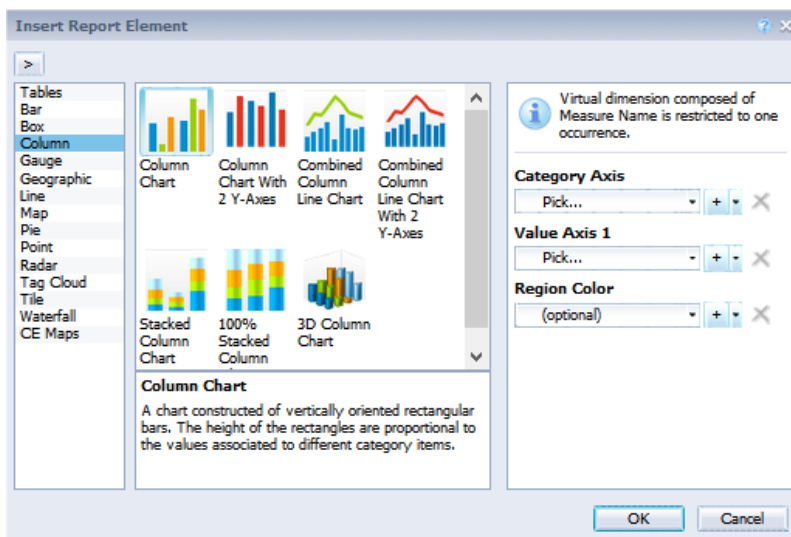 Insert Report Element
?
>
Tables
Bar
Box
Column
Gauge
Geographic
Line
Map
Pie
Point
Radar
Tag Cloud
Tile
Waterfall
CE Maps
Column
Chart
Column
Chart With
2 Y-Axes
Combined
Column
Line Chart
Combined
Column
Line Chart
With 2
Y-Axes
Stacked
Column
Chart
100%
Stacked
Column
3D Column
Chart
Column Chart
A chart constructed of vertically oriented rectangular
bars. The height of the rectangles are proportional to
the values associated to different category items.
Virtual dimension composed of
Measure Name is restricted to one
occurrence.
Category Axis
Pick...
Value Axis 1
Pick...
Region Color
(optional)
OK
Cancel